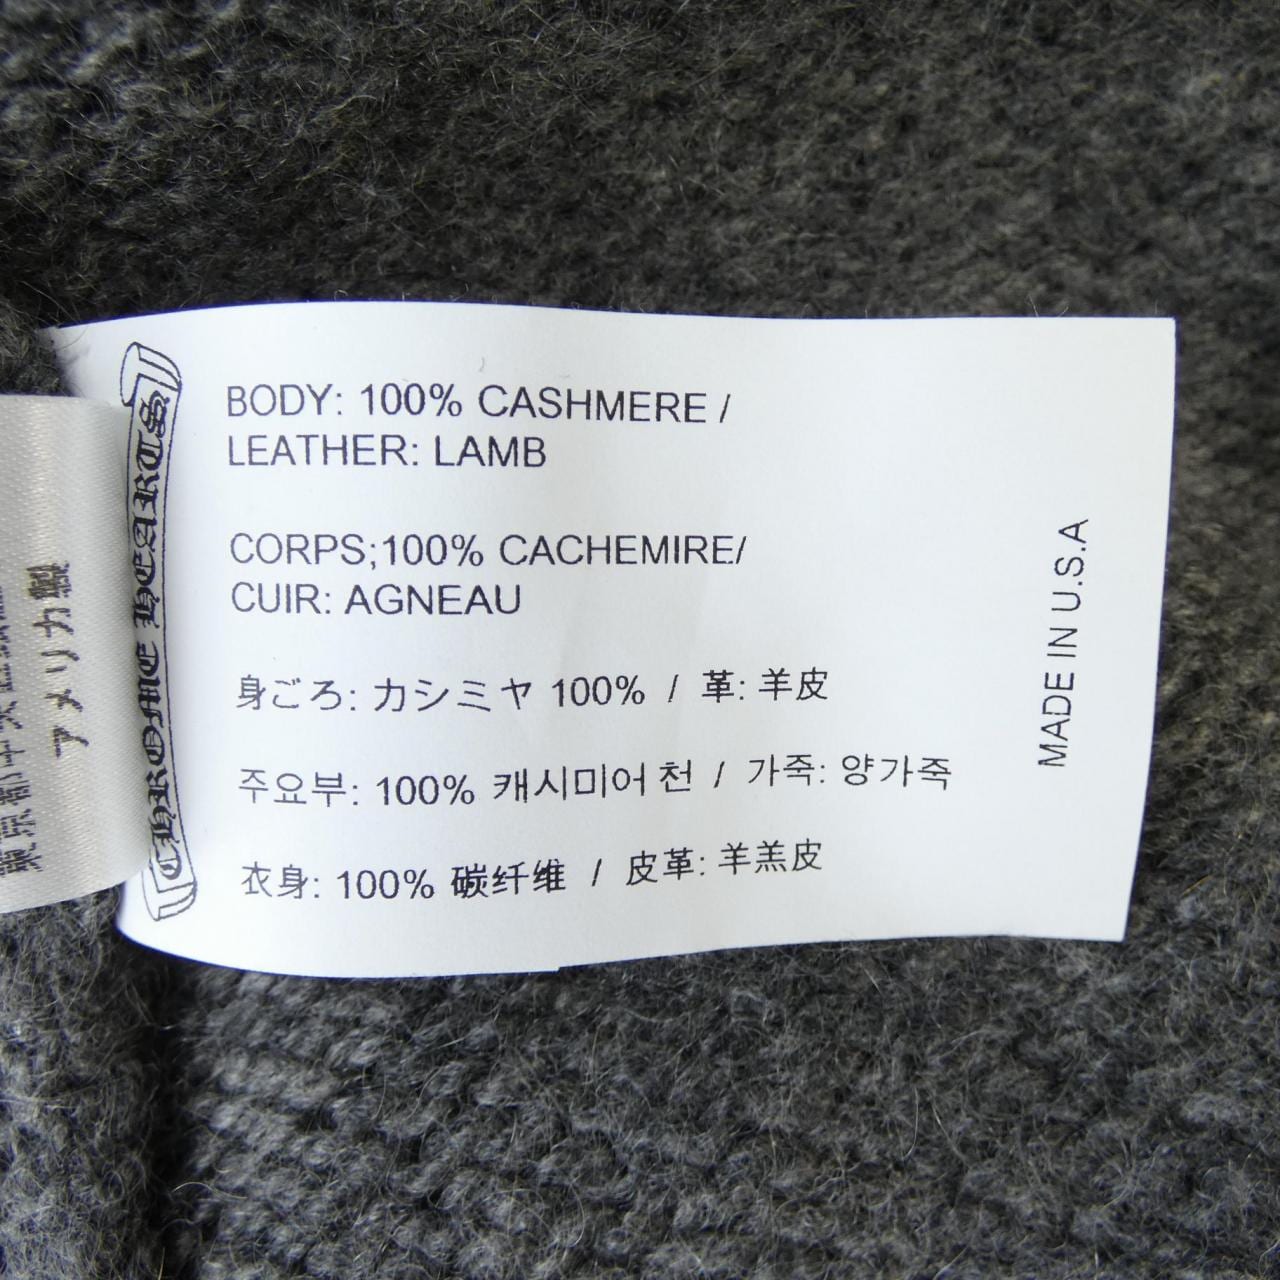 BODY: 100% CASHMERE /
LEATHER: LAMB
CORPS;100% CACHEMIRE/
CUIR: AGNEAU
身ごろ: カシミヤ 100% / 革: 羊皮
주요부: 100% 캐시미어 천 / 가죽: 양가죽
衣身: 100% 碳纤维 / 皮革: 羊羔皮
MADE IN U.S.A
CHROME HEARTS
アメリカ製